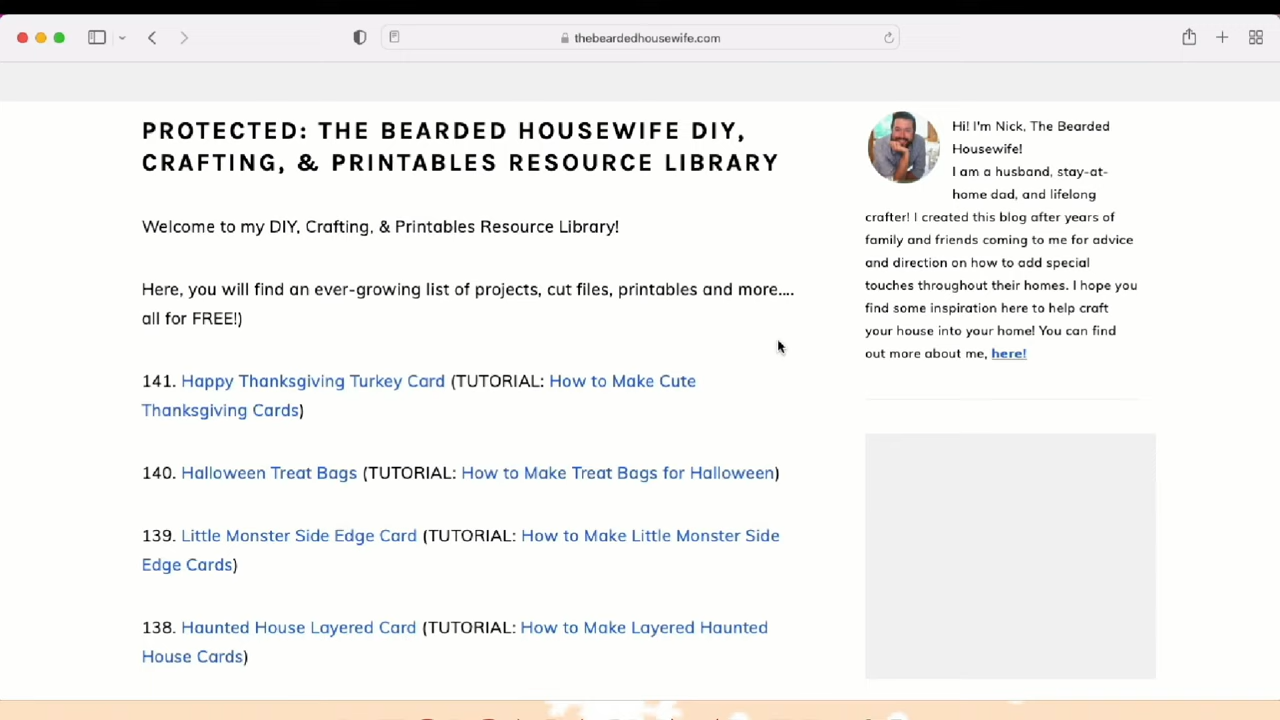 thebeardedhousewife.com
PROTECTED: THE BEARDED HOUSEWIFE DIY,
CRAFTING, & PRINTABLES RESOURCE LIBRARY
Welcome to my DIY, Crafting, & Printables Resource Library!
Here, you will find an ever-growing list of projects, cut files, printables and more....
all for FREE!)
141. Happy Thanksgiving Turkey Card (TUTORIAL: How to Make Cute
Thanksgiving Cards)
140. Halloween Treat Bags (TUTORIAL: How to Make Treat Bags for Halloween)
139. Little Monster Side Edge Card (TUTORIAL: How to Make Little Monster Side
Edge Cards)
138. Haunted House Layered Card (TUTORIAL: How to Make Layered Haunted
House Cards)
Hi! I'm Nick, The Bearded
Housewife!
I am a husband, stay-at-
home dad, and lifelong
crafter! I created this blog after years of
family and friends coming to me for advice
and direction on how to add special
touches throughout their homes. I hope you
find some inspiration here to help craft
your house into your home! You can find
out more about me, here!